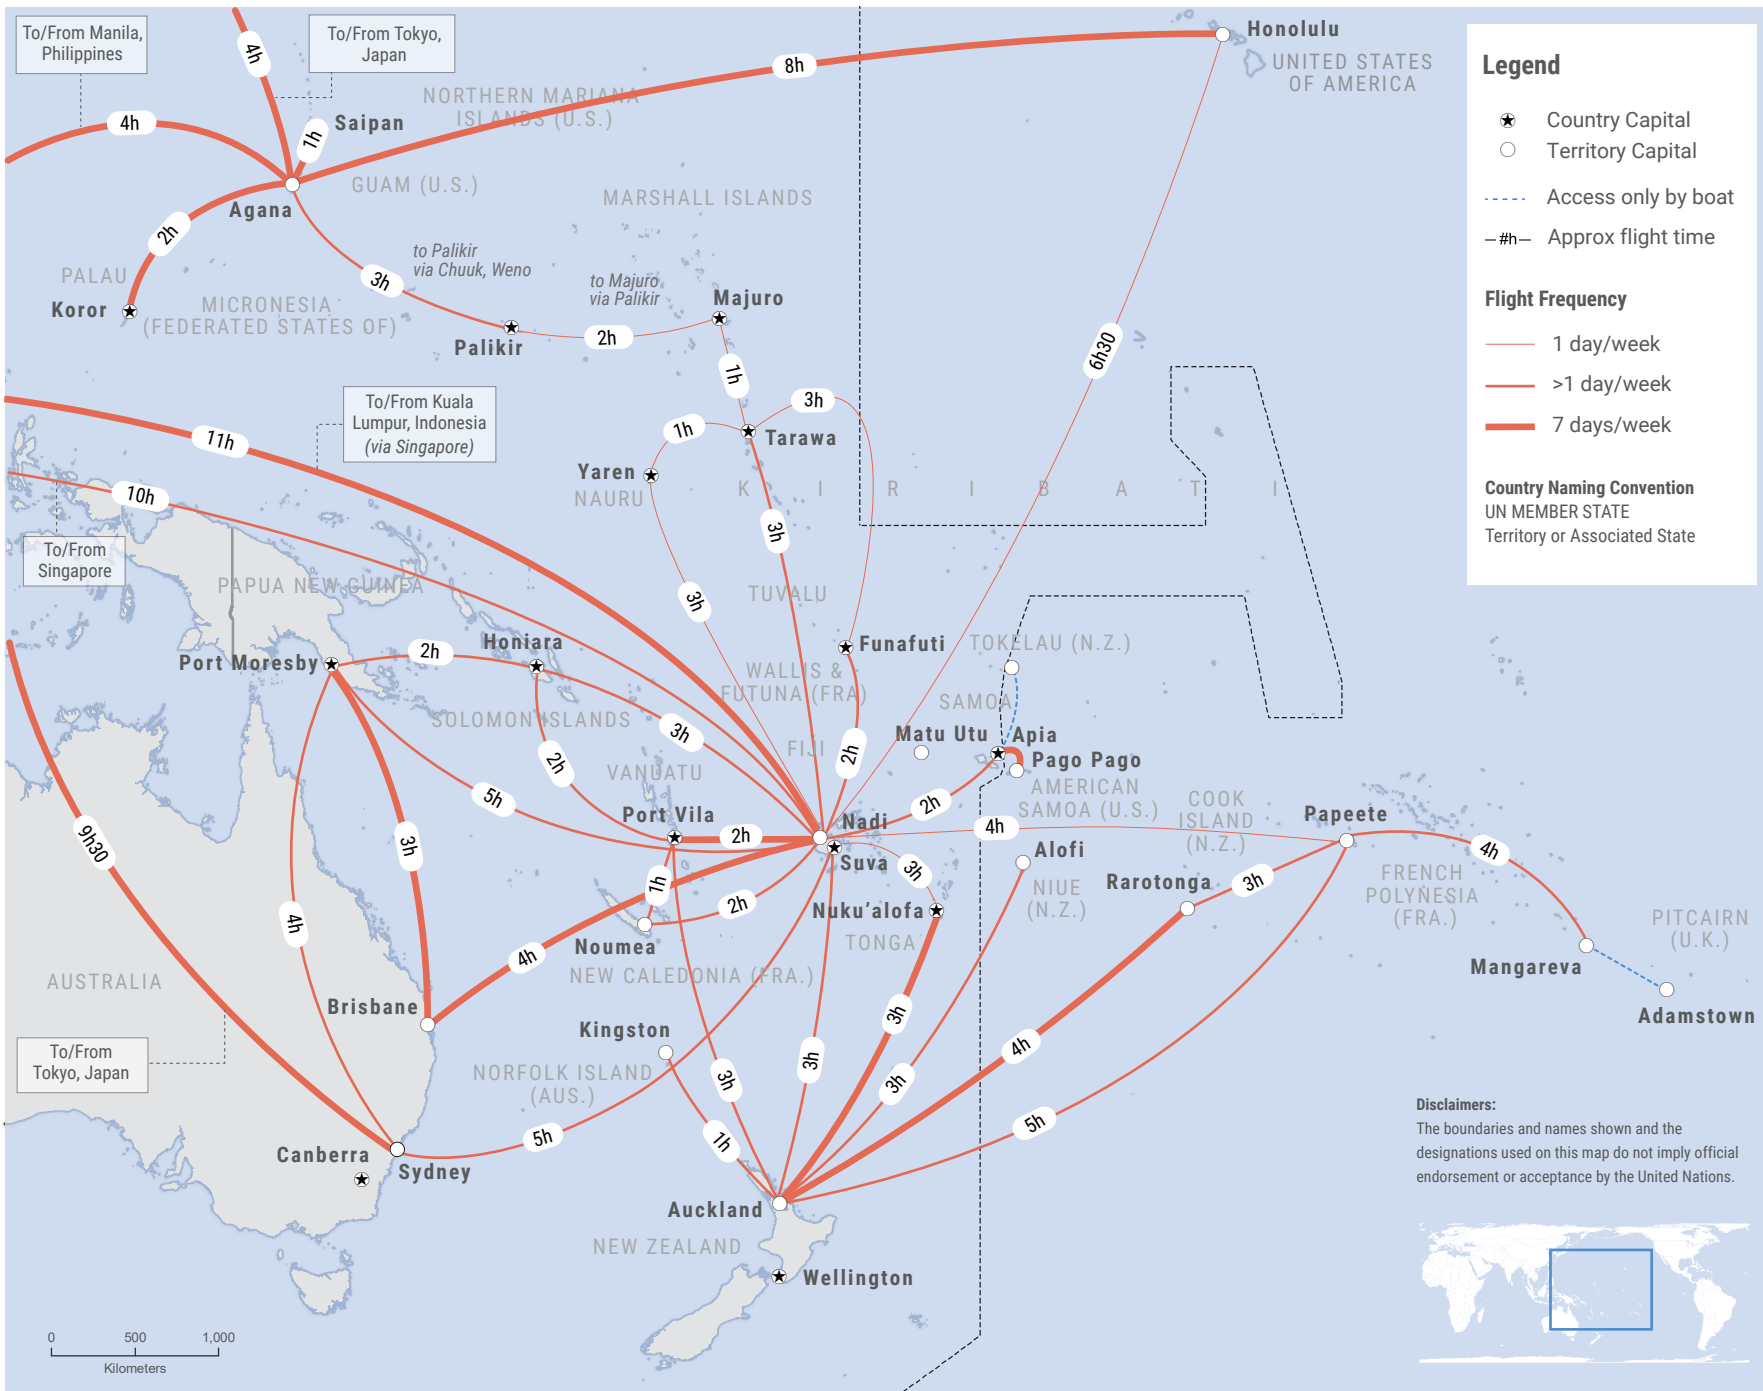 To/From Manila,
Philippines
To/From Tokyo,
Japan
4h
4h
1h
8h
Saipan
NORTHERN MARIANA
ISLANDS (U.S.)
Honolulu
UNITED STATES
OF AMERICA
GUAM (U.S.)
Agana
2h
PALAU
Koror
MICRONESIA
(FEDERATED STATES OF)
3h
to Palikir
via Chuuk, Weno
MARSHALL ISLANDS
to Majuro
via Palikir
Majuro
Palikir
2h
1h
3h
6h30
To/From Kuala
Lumpur, Indonesia
(via Singapore)
11h
10h
To/From
Singapore
1h
Tarawa
Yaren
NAURU
K I R I B A T I
3h
3h
TUVALU
PAPUA NEW GUINEA
Port Moresby
2h
Honiara
SOLOMON ISLANDS
3h
Funafuti
WALLIS &
FUTUNA (FRA)
TOKELAU (N.Z.)
SAMOA
Matu Utu
Apia
Pago Pago
AMERICAN
SAMOA (U.S.)
FIJI
2h
2h
VANUATU
5h
Port Vila
2h
Nadi
Suva
2h
4h
COOK
ISLAND
(N.Z.)
Papeete
4h
9h30
3h
1h
2h
3h
Alofi
NIUE
(N.Z.)
Rarotonga
3h
FRENCH
POLYNESIA
(FRA.)
PITCAIRN
(U.K.)
4h
Nuku'alofa
TONGA
Noumea
4h
NEW CALEDONIA (FRA.)
Mangareva
Adamstown
AUSTRALIA
Brisbane
Kingston
3h
4h
To/From
Tokyo, Japan
NORFOLK ISLAND
(AUS.)
3h
3h
3h
5h
5h
1h
Canberra
Sydney
Auckland
NEW ZEALAND
Wellington
0 500 1,000
Kilometers
Legend
Country Capital
Territory Capital
Access only by boat
#h Approx flight time
Flight Frequency
1 day/week
>1 day/week
7 days/week
Country Naming Convention
UN MEMBER STATE
Territory or Associated State
Disclaimers:
The boundaries and names shown and the
designations used on this map do not imply official
endorsement or acceptance by the United Nations.